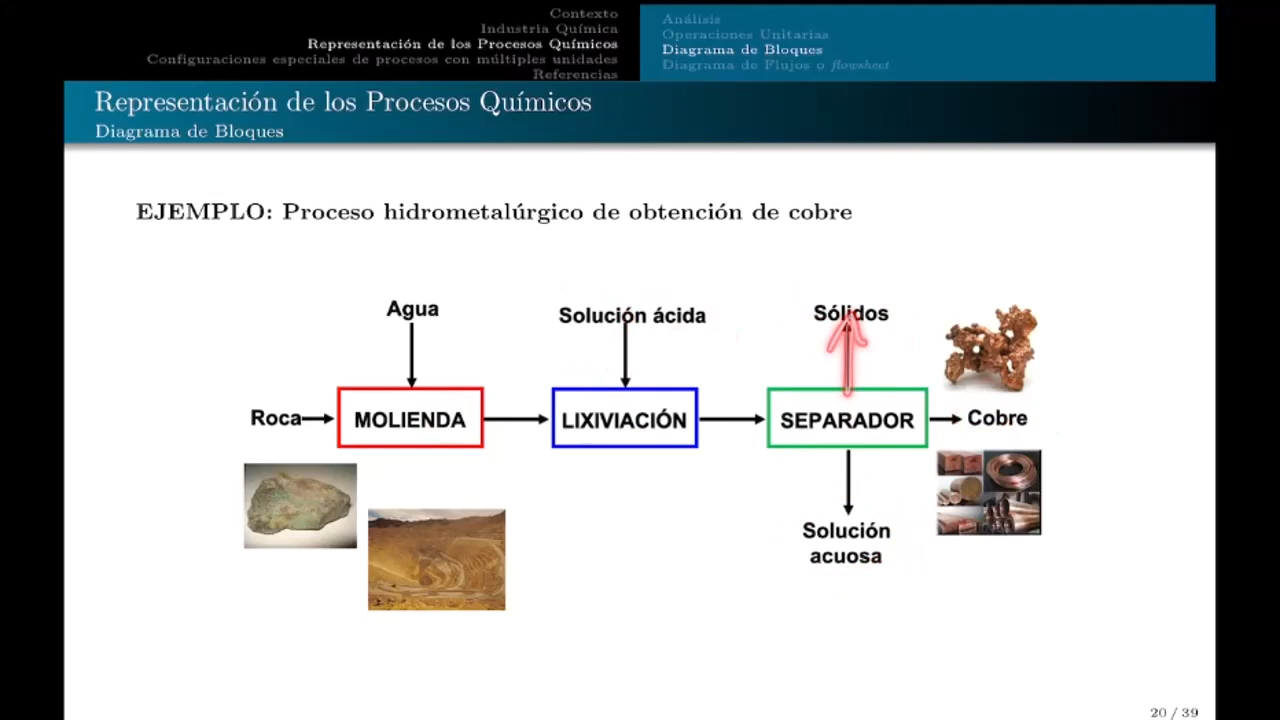 Contexto
Industria Química
Representación de los Procesos Químicos
Configuraciones especiales de procesos con múltiples unidades
Referencias
Análisis
Operaciones Unitarias
Diagrama de Bloques
Diagrama de Flujos o flowsheet
Representación de los Procesos Químicos
Diagrama de Bloques
EJEMPLO: Proceso hidrometalúrgico de obtención de cobre
Agua
Solución ácida
Sólidos
Roca
MOLIENDA
LIXIVIACIÓN
SEPARADOR
Cobre
Solución
acuosa
20 / 39